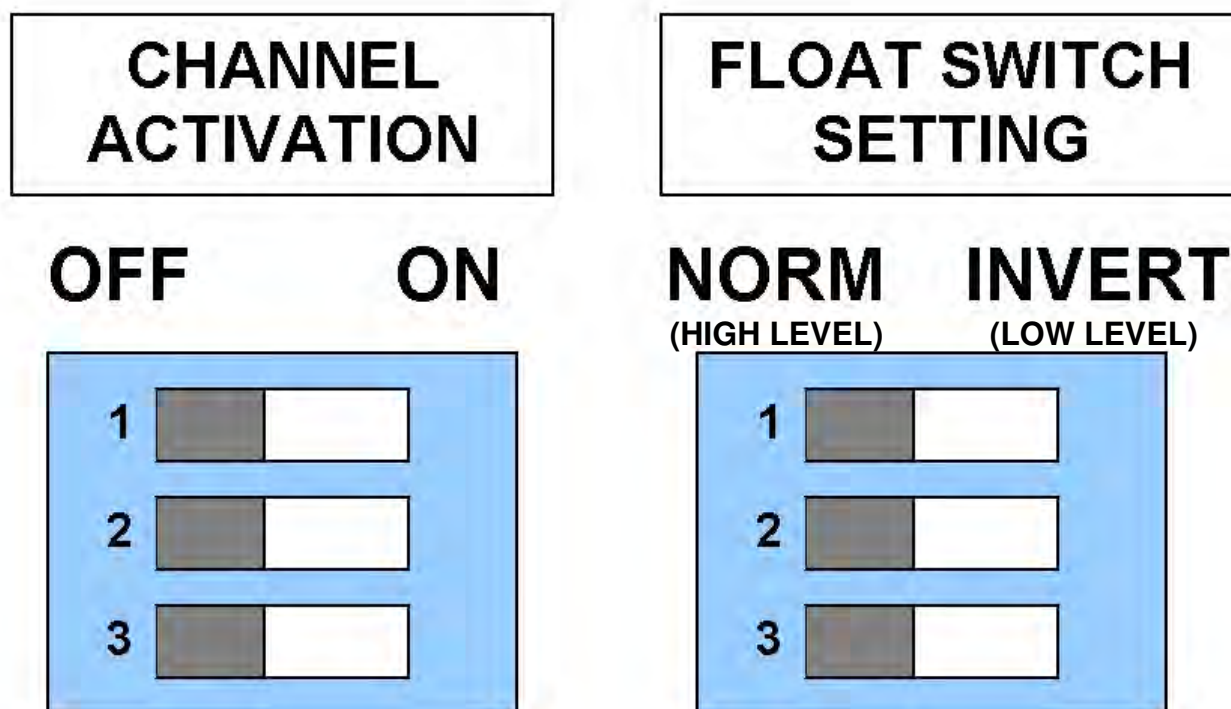 CHANNEL
ACTIVATION
OFF ON
1
2
3
FLOAT SWITCH
SETTING
NORM INVERT
(HIGH LEVEL) (LOW LEVEL)
1
2
3